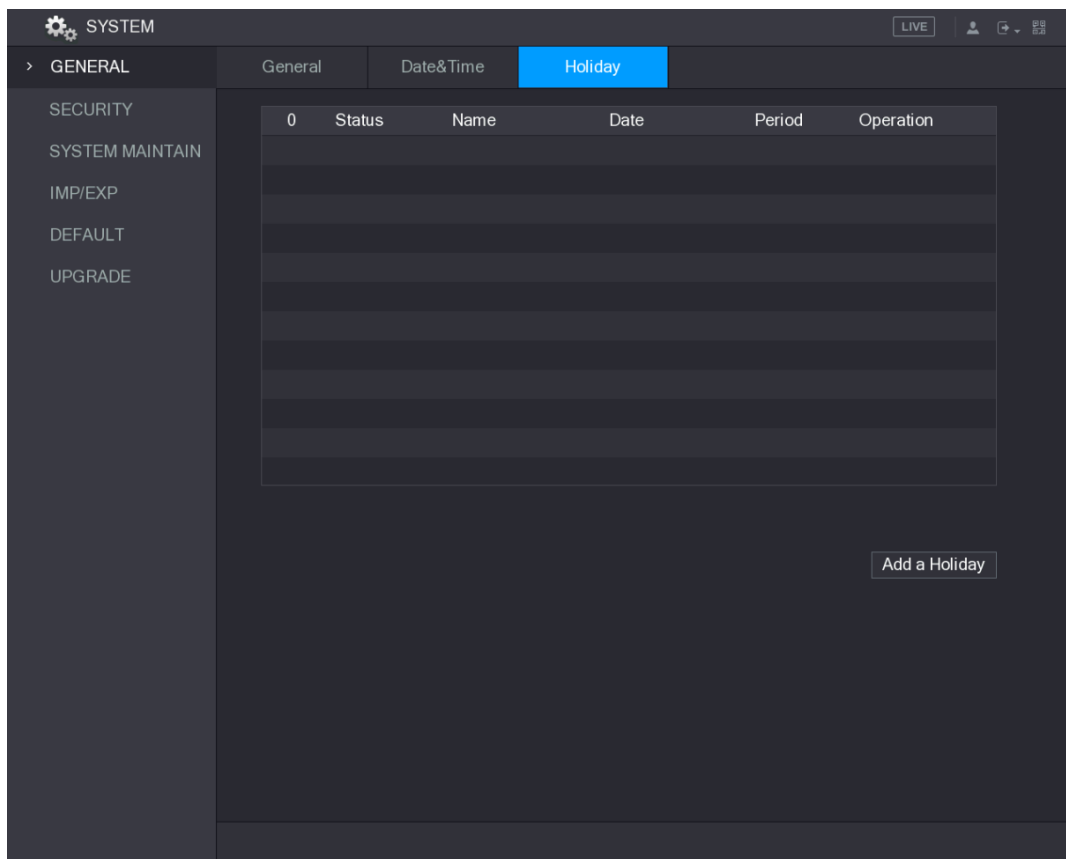 SYSTEM
LIVE
GENERAL
General Date&Time Holiday
SECURITY
SYSTEM MAINTAIN
IMP/EXP
DEFAULT
UPGRADE
0 Status Name Date Period Operation
Add a Holiday